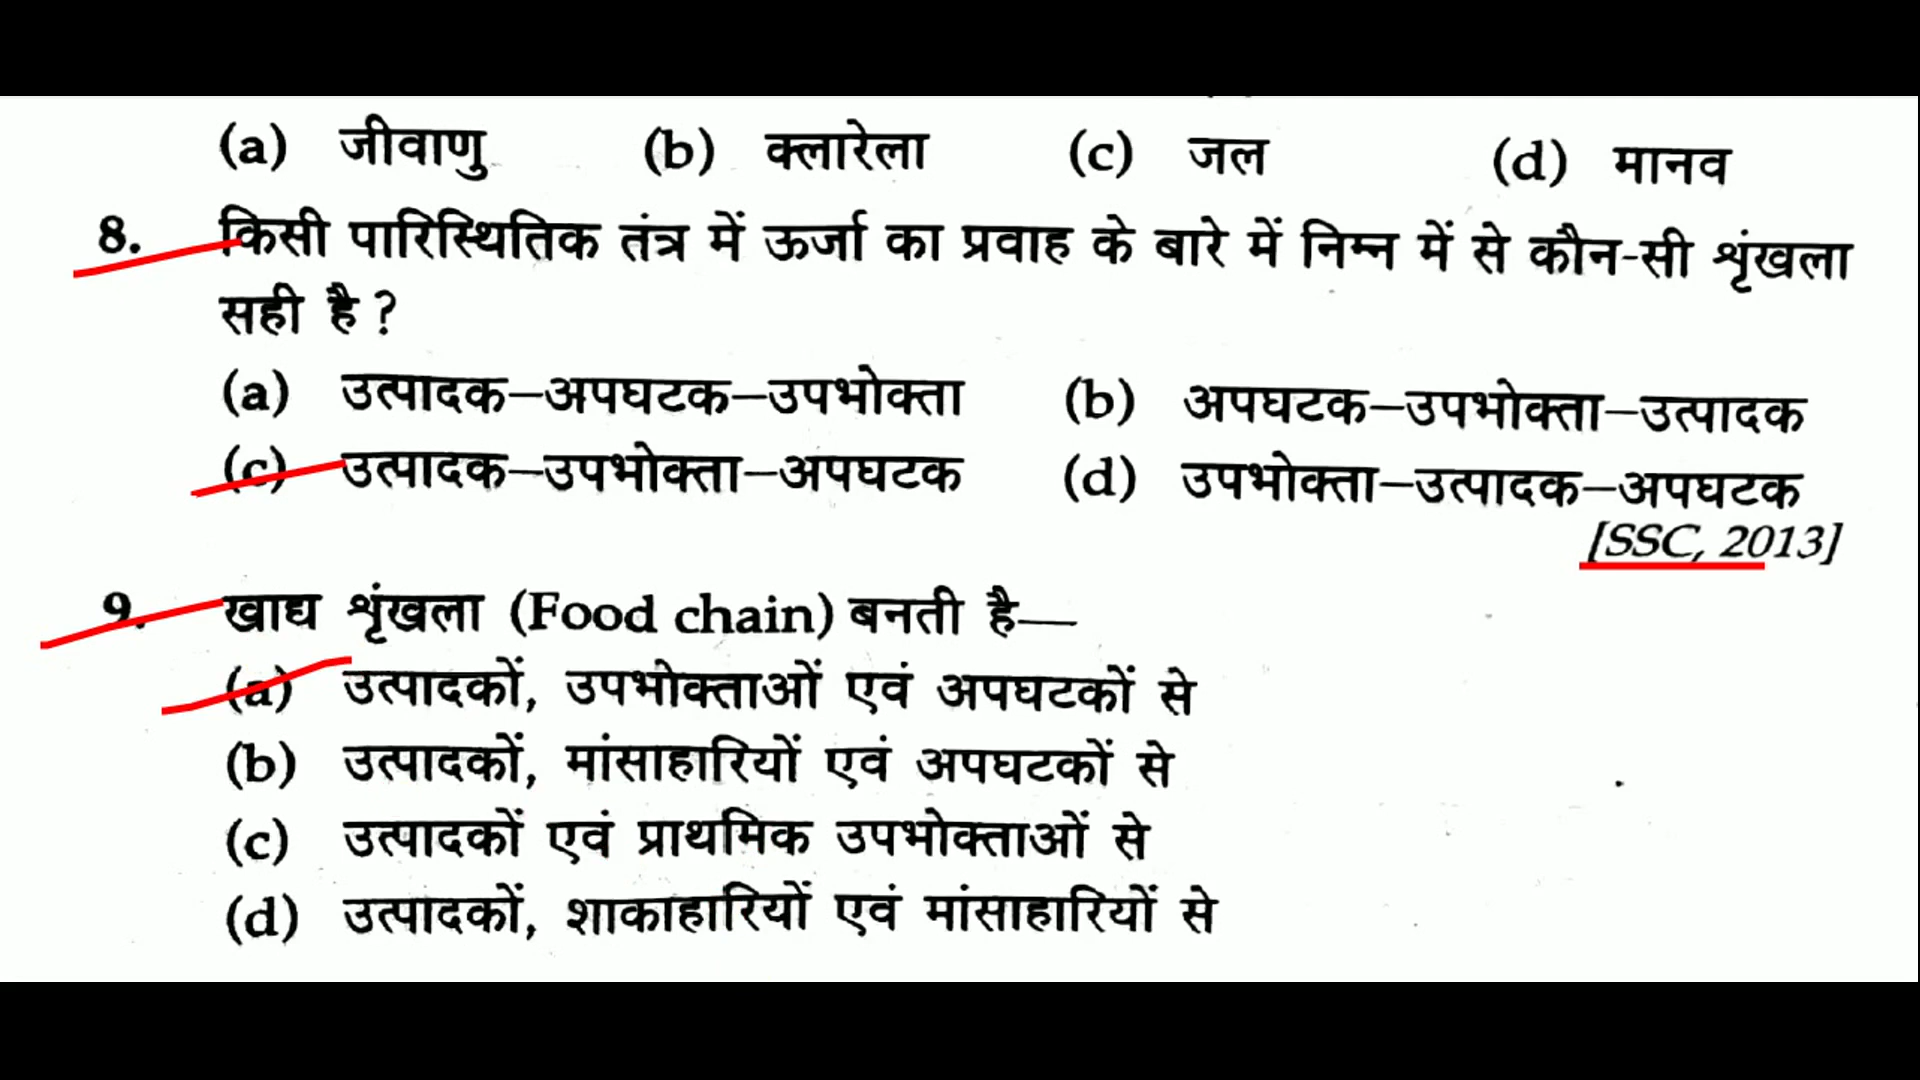 (a) जीवाणु (b) क्लारेला (c) जल (d) मानव
8. किसी पारिस्थितिक तंत्र में ऊर्जा का प्रवाह के बारे में निम्न में से कौन-सी शृंखला
सही है ?
(a) उत्पादक—अपघटक—उपभोक्ता (b) अपघटक—उपभोक्ता—उत्पादक
(c) उत्पादक—उपभोक्ता—अपघटक (d) उपभोक्ता—उत्पादक—अपघटक
[SSC, 2013]
9. खाद्य शृंखला (Food chain) बनती है—
(a) उत्पादकों, उपभोक्ताओं एवं अपघटकों से
(b) उत्पादकों, मांसाहारियों एवं अपघटकों से
(c) उत्पादकों एवं प्राथमिक उपभोक्ताओं से
(d) उत्पादकों, शाकाहारियों एवं मांसाहारियों से